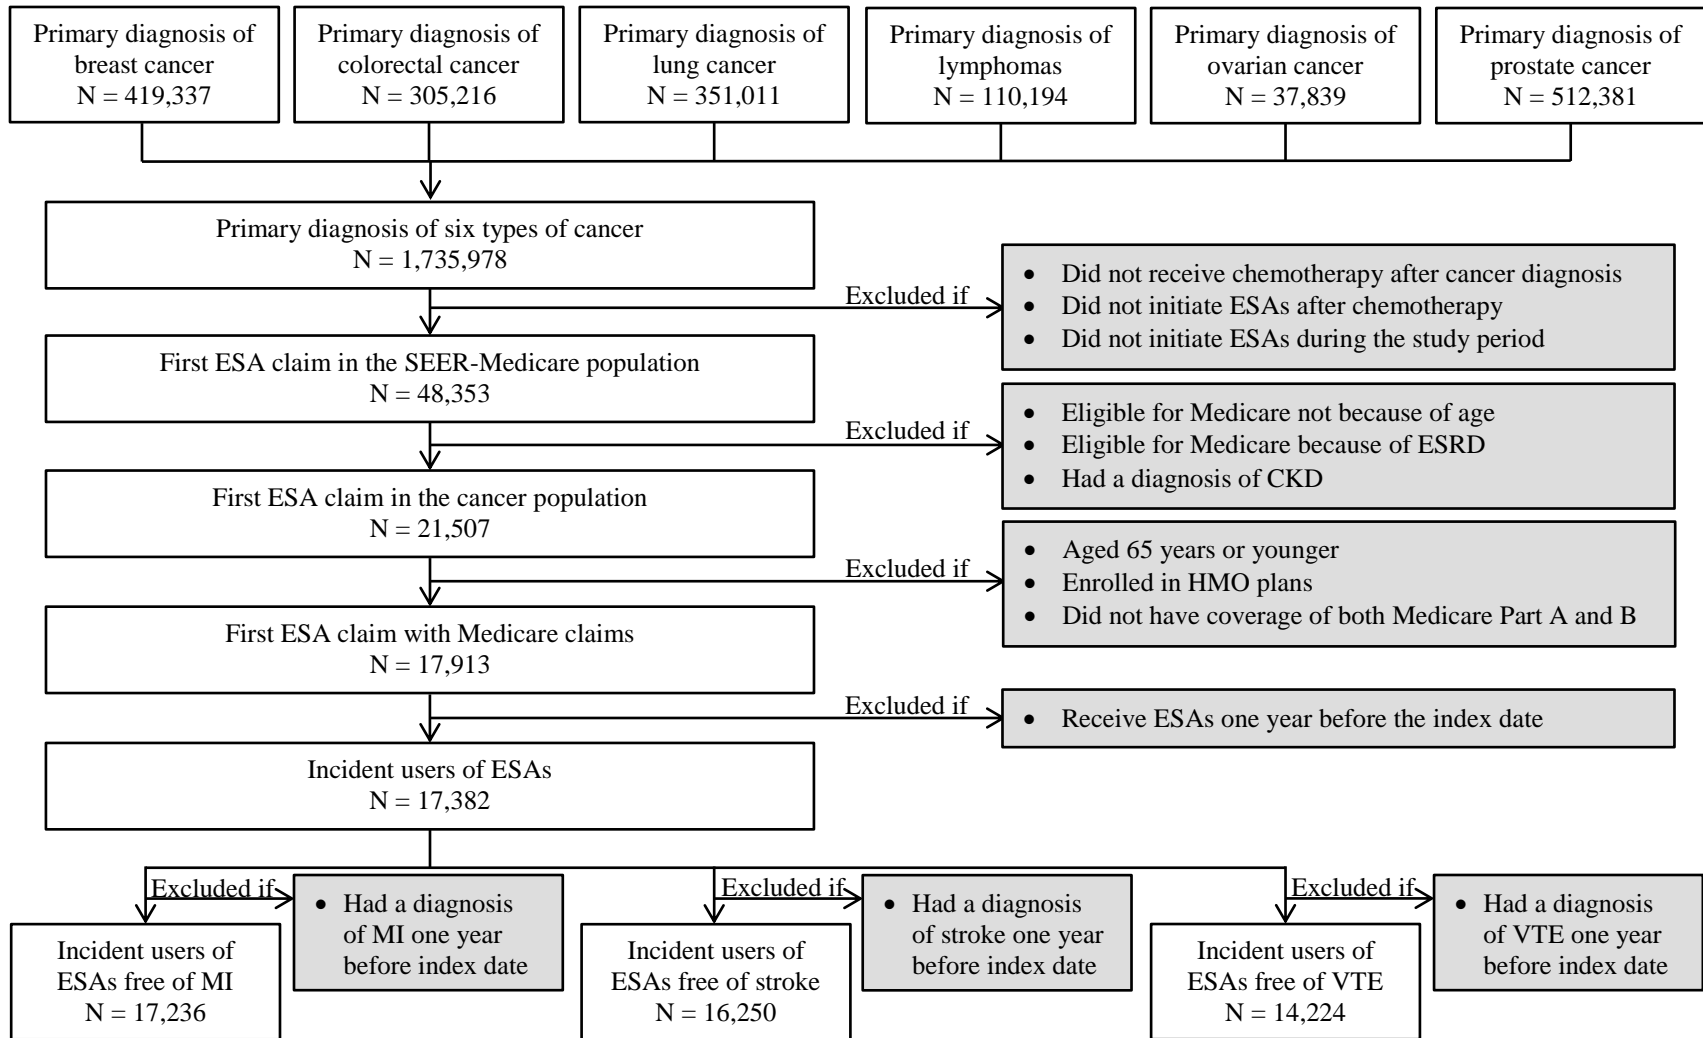 Primary diagnosis of
breast cancer
N = 419,337
Primary diagnosis of
colorectal cancer
N = 305,216
Primary diagnosis of
lung cancer
N = 351,011
Primary diagnosis of
lymphomas
N = 110,194
Primary diagnosis of
ovarian cancer
N = 37,839
Primary diagnosis of
prostate cancer
N = 512,381
Primary diagnosis of six types of cancer
N = 1,735,978
Excluded if
• Did not receive chemotherapy after cancer diagnosis
• Did not initiate ESAs after chemotherapy
• Did not initiate ESAs during the study period
First ESA claim in the SEER-Medicare population
N = 48,353
Excluded if
• Eligible for Medicare not because of age
• Eligible for Medicare because of ESRD
• Had a diagnosis of CKD
First ESA claim in the cancer population
N = 21,507
Excluded if
• Aged 65 years or younger
• Enrolled in HMO plans
• Did not have coverage of both Medicare Part A and B
First ESA claim with Medicare claims
N = 17,913
Excluded if
• Receive ESAs one year before the index date
Incident users of ESAs
N = 17,382
Excluded if
• Had a diagnosis
of MI one year
before index date
Incident users of
ESAs free of MI
N = 17,236
Excluded if
• Had a diagnosis
of stroke one year
before index date
Incident users of
ESAs free of stroke
N = 16,250
Excluded if
• Had a diagnosis
of VTE one year
before index date
Incident users of
ESAs free of VTE
N = 14,224